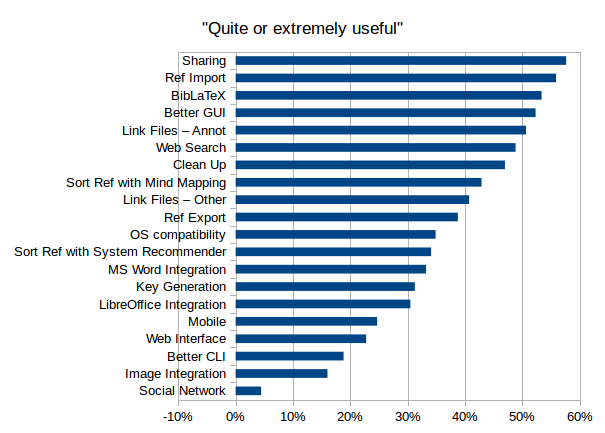 "Quite or extremely useful"
Sharing
Ref Import
BibLaTeX
Better GUI
Link Files – Annot
Web Search
Clean Up
Sort Ref with Mind Mapping
Link Files – Other
Ref Export
OS compatibility
Sort Ref with System Recommender
MS Word Integration
Key Generation
LibreOffice Integration
Mobile
Web Interface
Better CLI
Image Integration
Social Network
-10% 0% 10% 20% 30% 40% 50% 60%